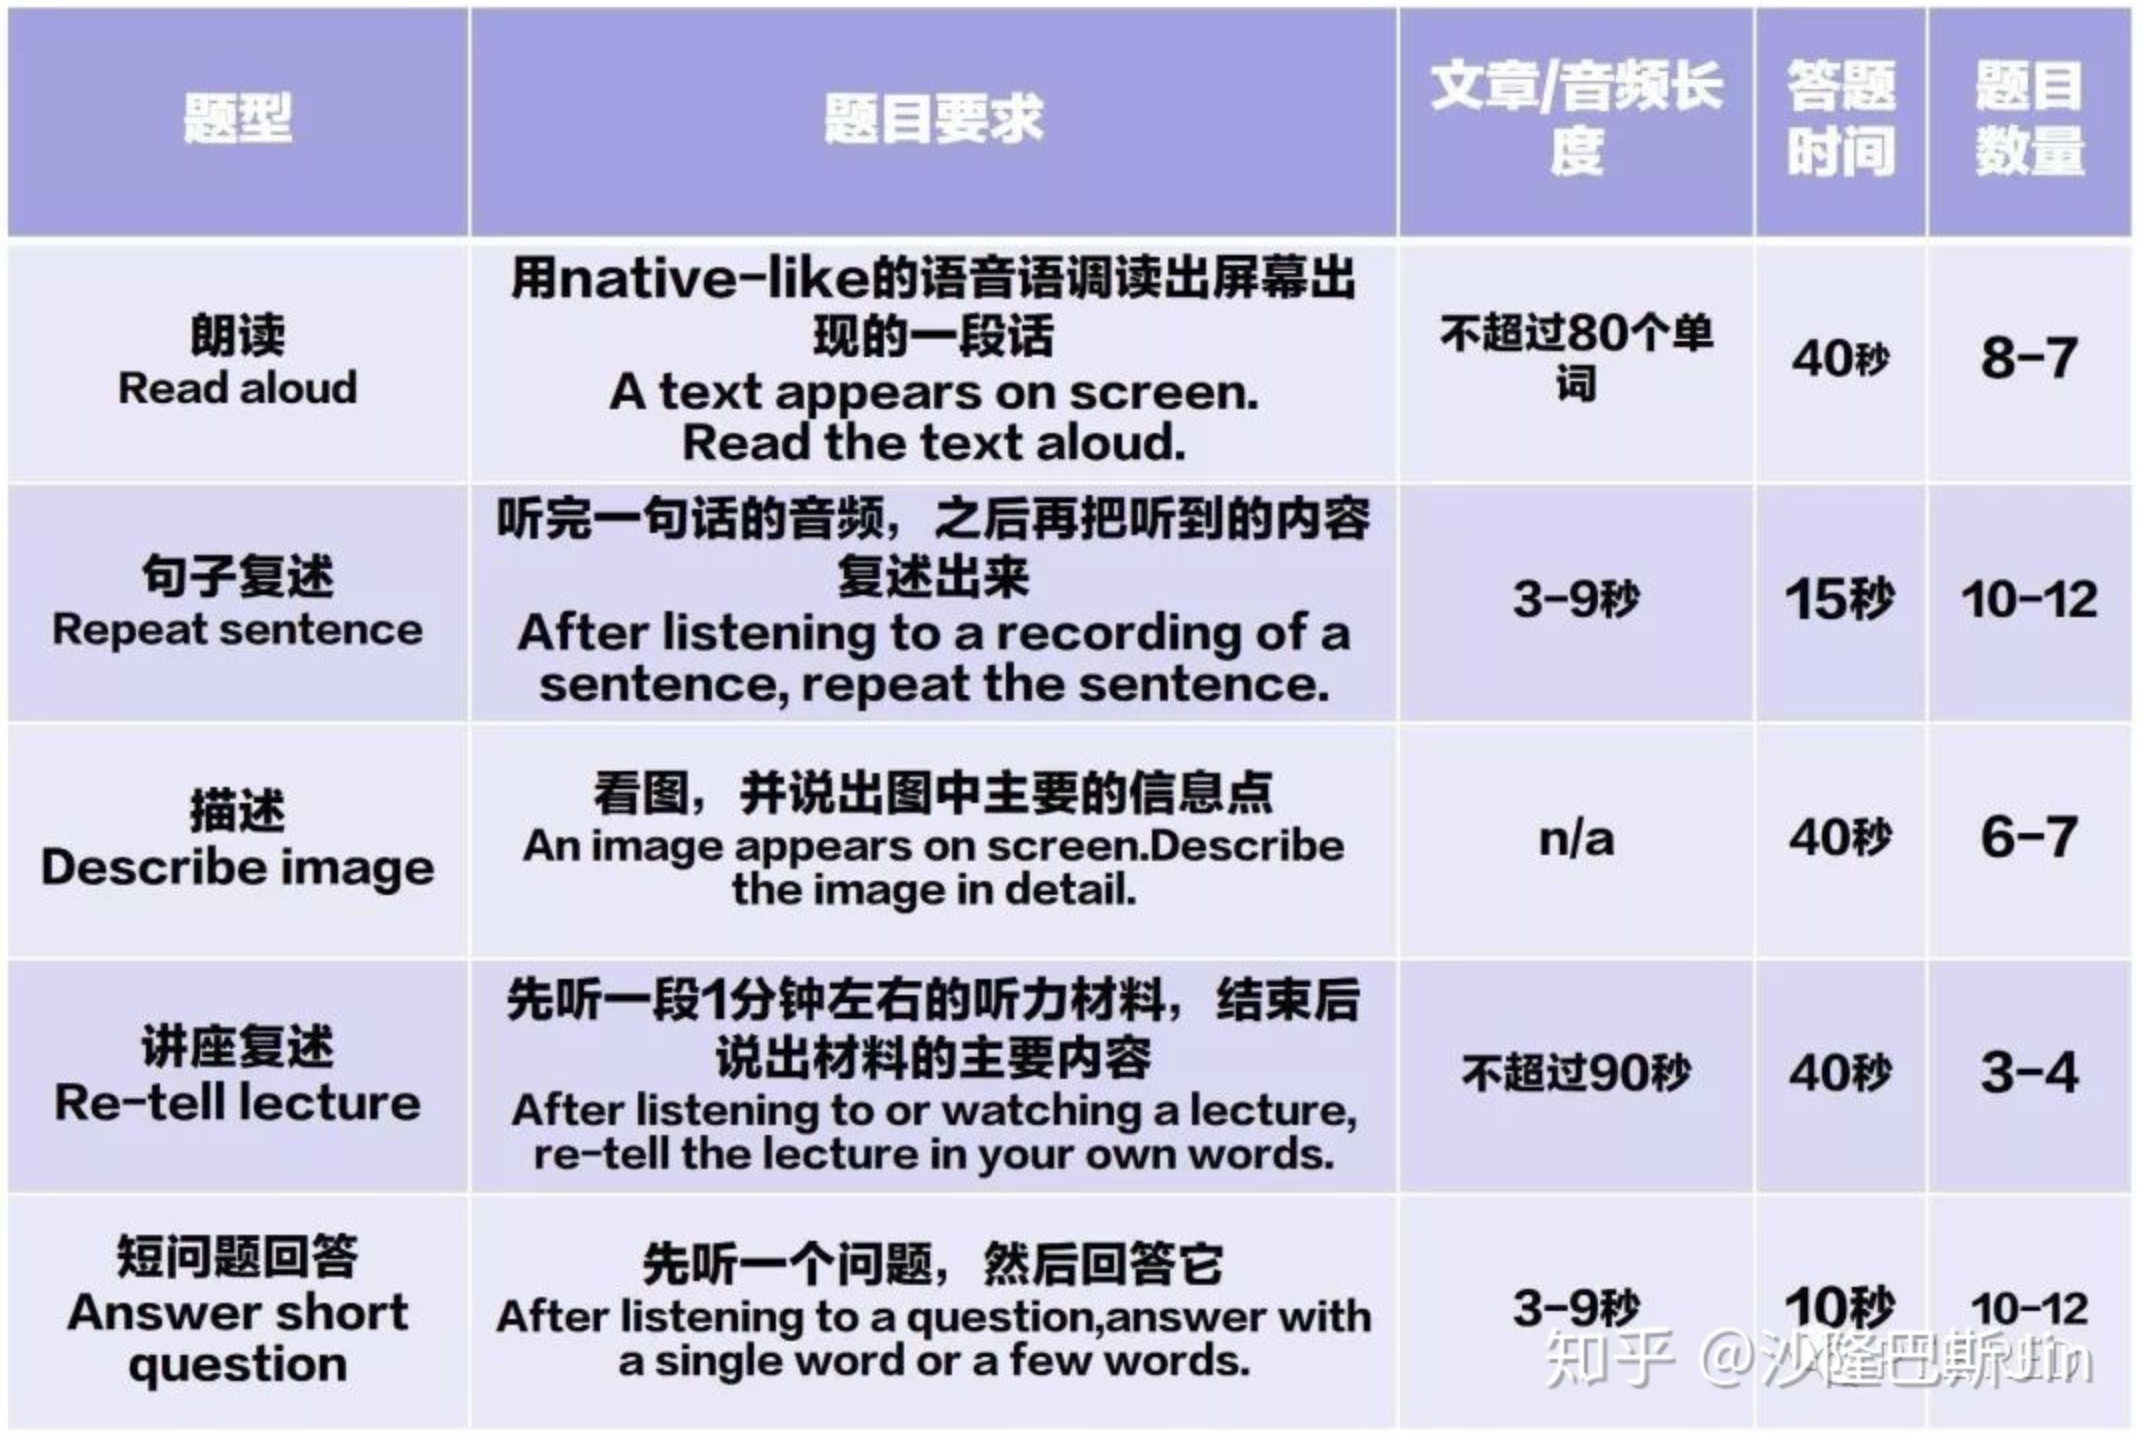 题型
题目要求
文章/音频长
度
答题
时间
题目
数量
朗读
Read aloud
用native-like的语音语调读出屏幕出
现的一段话
A text appears on screen.
Read the text aloud.
不超过80个单
词
40秒
8-7
句子复述
Repeat sentence
听完一句话的音频，之后再把听到的内容
复述出来
After listening to a recording of a
sentence, repeat the sentence.
3-9秒
15秒
10-12
描述
Describe image
看图，并说出图中主要的信息点
An image appears on screen.Describe
the image in detail.
n/a
40秒
6-7
讲座复述
Re-tell lecture
先听一段1分钟左右的听力材料，结束后
说出材料的主要内容
After listening to or watching a lecture,
re-tell the lecture in your own words.
不超过90秒
40秒
3-4
短问题回答
Answer short
question
先听一个问题，然后回答它
After listening to a question,answer with
a single word or a few words.
3-9秒
10秒
10-12
知乎 @沙隆巴斯Jin